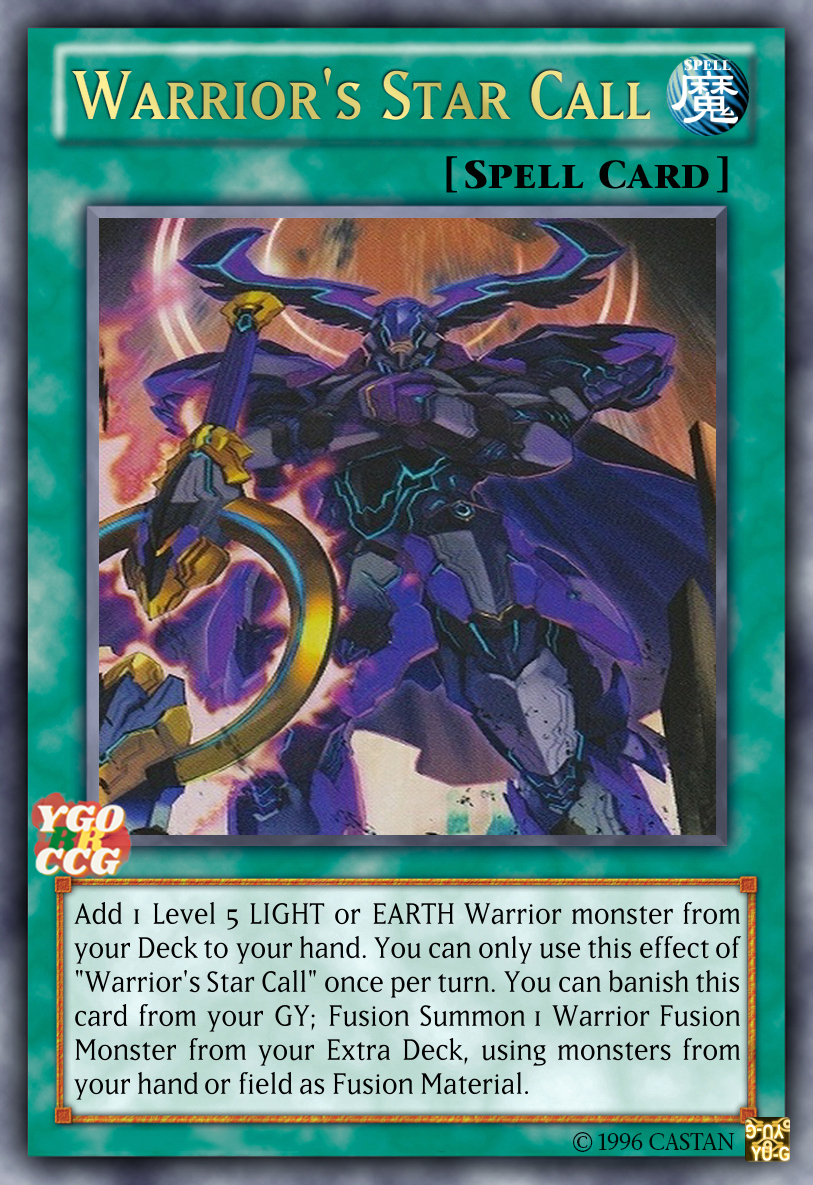 WARRIOR'S STAR CALL
SPELL
魔
[SPELL CARD]
YGO
BR
CCG
Add 1 Level 5 LIGHT or EARTH Warrior monster from
your Deck to your hand. You can only use this effect of
"Warrior's Star Call" once per turn. You can banish this
card from your GY; Fusion Summon 1 Warrior Fusion
Monster from your Extra Deck, using monsters from
your hand or field as Fusion Material.
© 1996 CASTAN